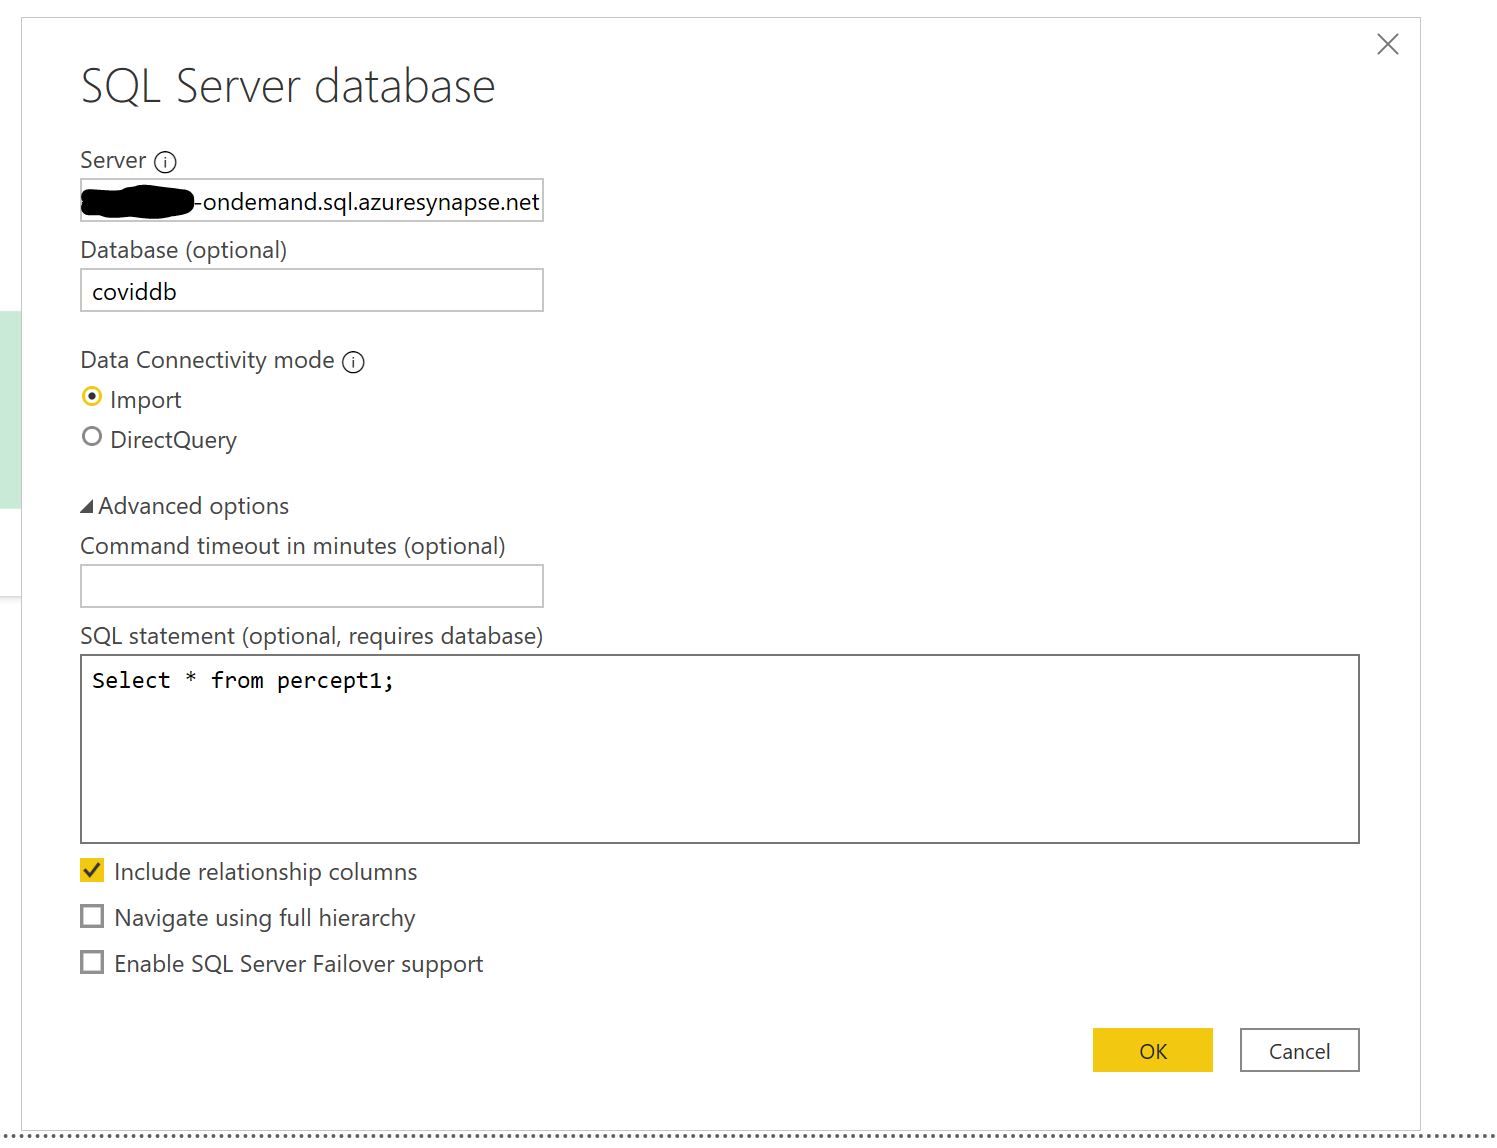 SQL Server database
Server
-ondemand.sql.azuresynapse.net
Database (optional)
coviddb
Data Connectivity mode
Import
DirectQuery
Advanced options
Command timeout in minutes (optional)
SQL statement (optional, requires database)
Select * from percept1;
Include relationship columns
Navigate using full hierarchy
Enable SQL Server Failover support
OK
Cancel